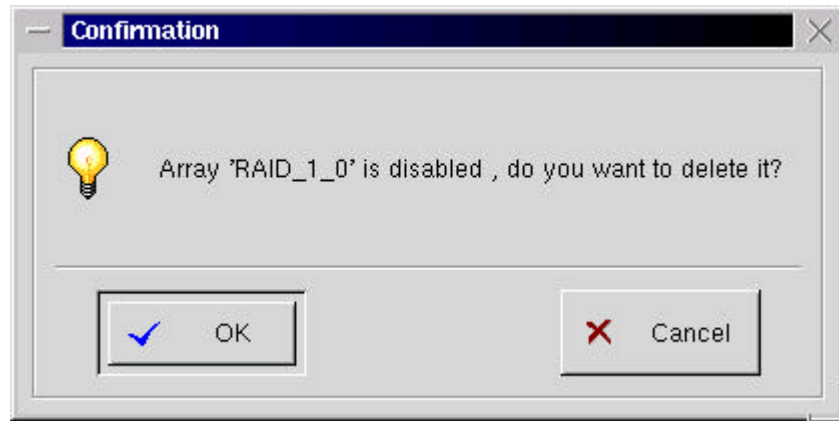 Confirmation
Array 'RAID_1_0' is disabled , do you want to delete it?
OK
Cancel